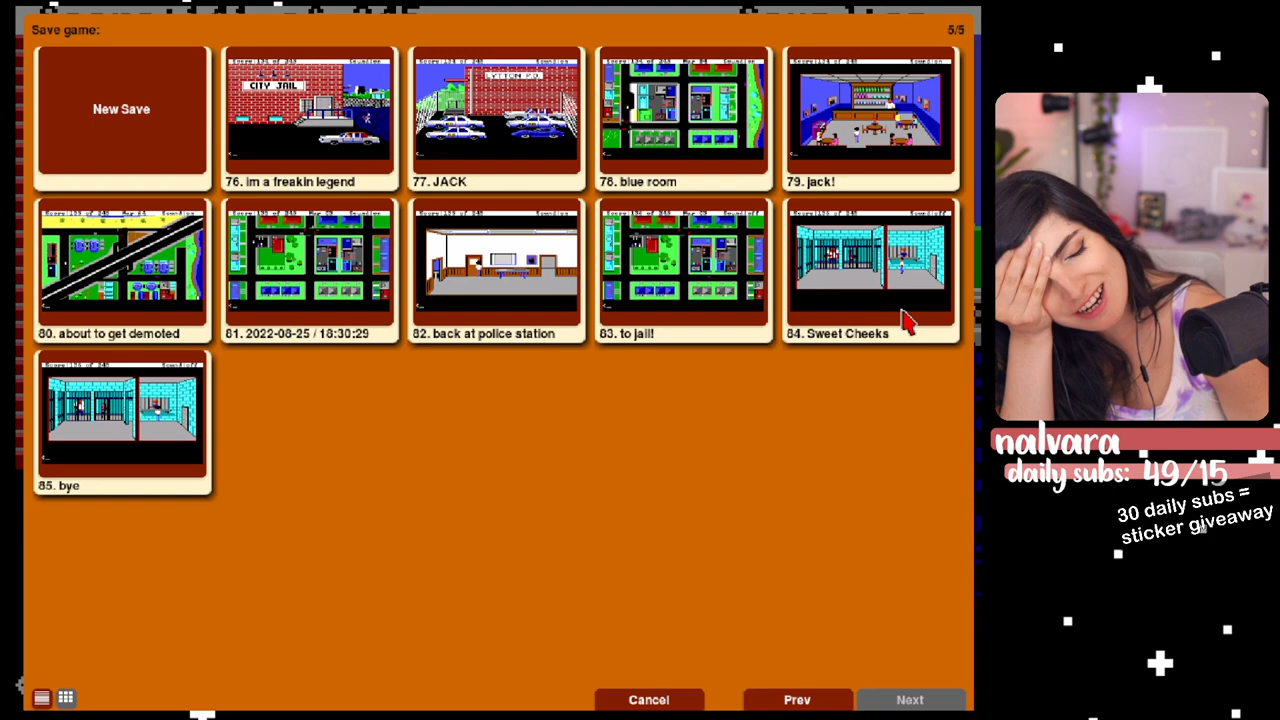 Save game:
5/5
New Save
CITY JAIL
LYTTON P.D.
76. im a freakin legend
77. JACK
78. blue room
79. jack!
80. about to get demoted
81. 2022-08-25 / 18:30:29
82. back at police station
83. to jail!
84. Sweet Cheeks
85. bye
Cancel
Prev
Next
nalvara
daily subs: 49/15
30 daily subs =
sticker giveaway